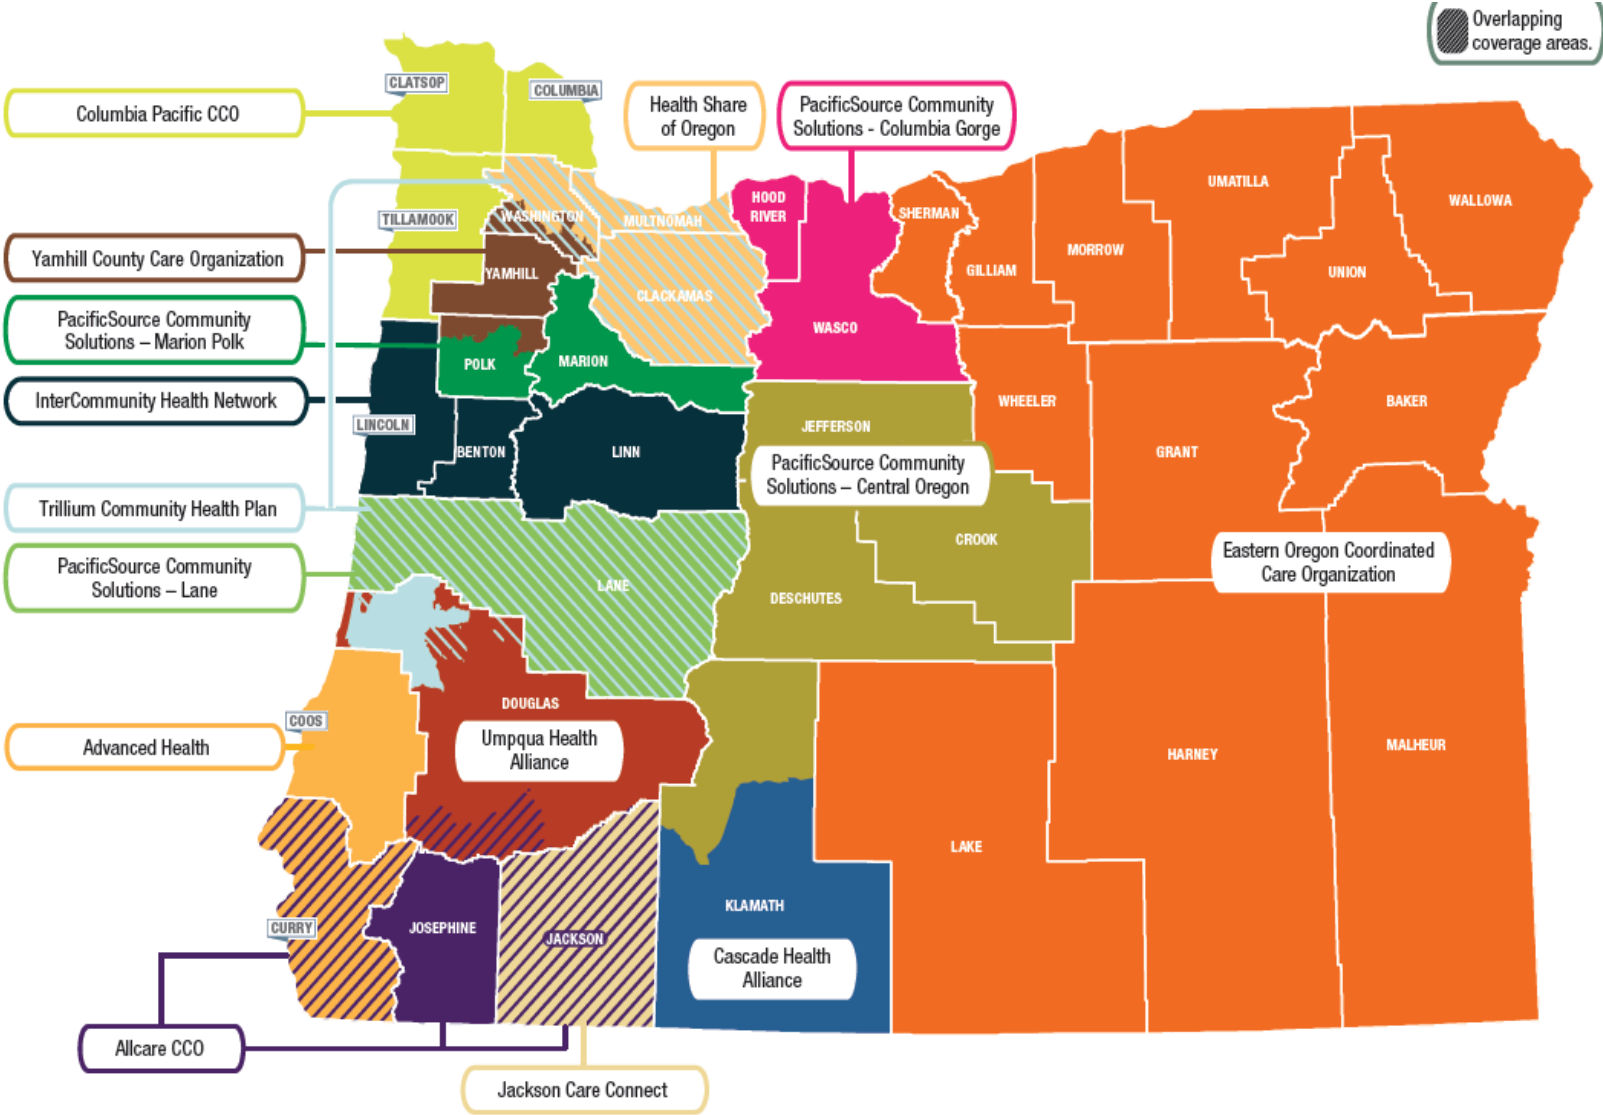 Overlapping
coverage areas.
CLATSOP
COLUMBIA
Columbia Pacific CCO
Health Share
of Oregon
PacificSource Community
Solutions - Columbia Gorge
TILLAMOOK
WASHINGTON
MULTNOMAH
HOOD
RIVER
SHERMAN
UMATILLA
WALLOWA
Yamhill County Care Organization
YAMHILL
CLACKAMAS
WASCO
GILLIAM
MORROW
UNION
PacificSource Community
Solutions – Marion Polk
POLK
MARION
InterCommunity Health Network
LINCOLN
BENTON
LINN
JEFFERSON
WHEELER
GRANT
BAKER
PacificSource Community
Solutions – Central Oregon
Trillium Community Health Plan
CROOK
Eastern Oregon Coordinated
Care Organization
PacificSource Community
Solutions – Lane
LANE
DESCHUTES
DOUGLAS
Umpqua Health
Alliance
COOS
Advanced Health
HARNEY
MALHEUR
LAKE
CURRY
JOSEPHINE
JACKSON
KLAMATH
Cascade Health
Alliance
Allcare CCO
Jackson Care Connect